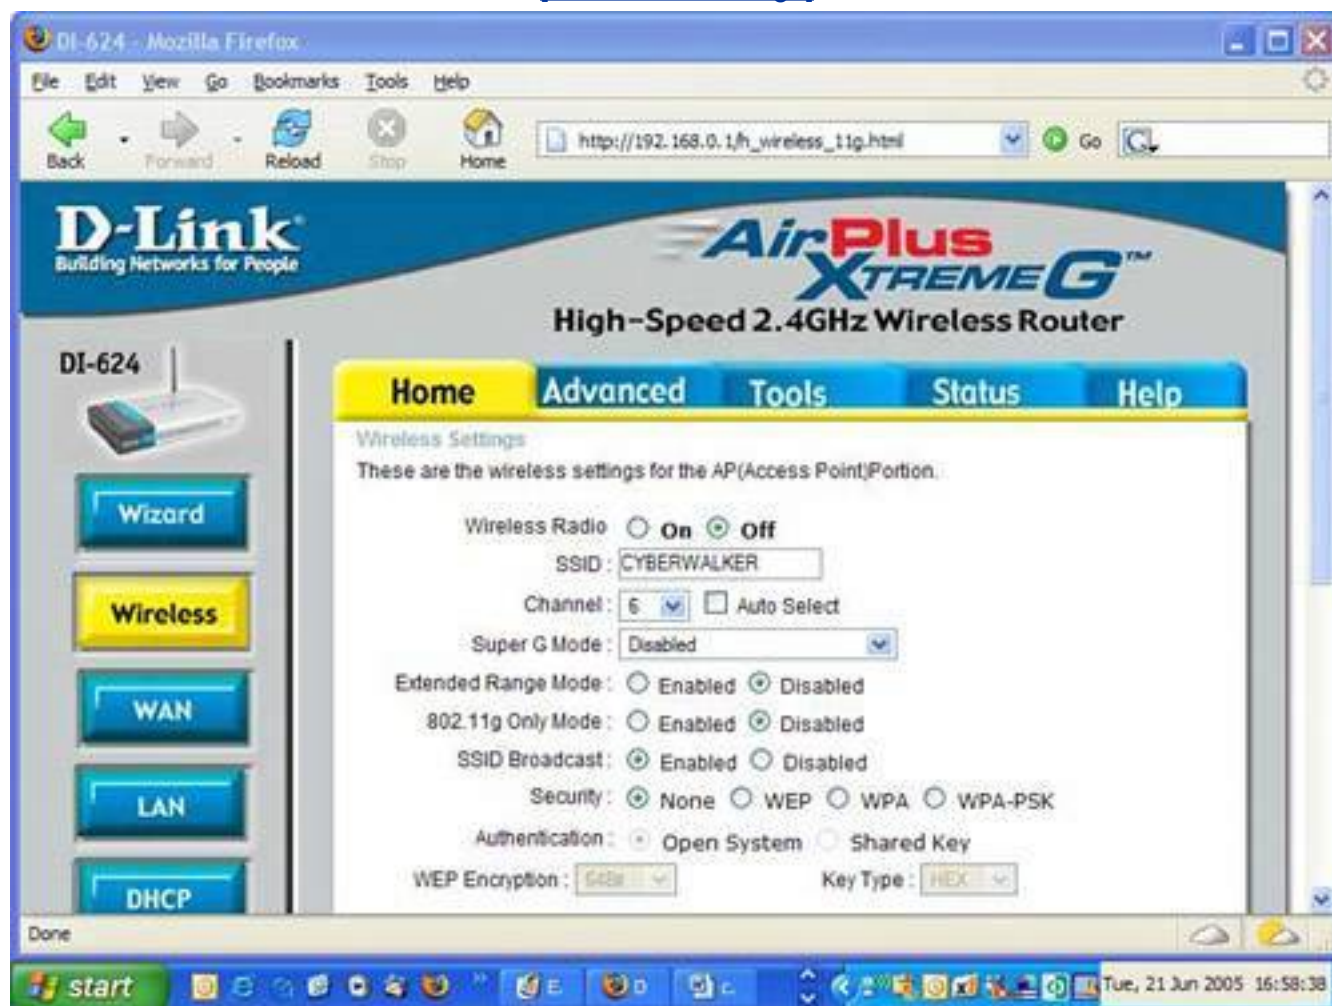 DI-624 - Mozilla Firefox
File Edit View Go Bookmarks Tools Help
Back Forward Reload Stop Home http://192.168.0.1/h_wireless_11g.html Go
D-Link
Building Networks for People
AirPlus
XTREME G™
High-Speed 2.4GHz Wireless Router
DI-624
Home Advanced Tools Status Help
Wireless Settings
These are the wireless settings for the AP(Access Point)Portion.
Wizard
Wireless Radio On Off
SSID : CYBERWALKER
Channel : 6 Auto Select
Wireless
Super G Mode : Disabled
Extended Range Mode : Enabled Disabled
WAN
802.11g Only Mode : Enabled Disabled
SSID Broadcast : Enabled Disabled
LAN
Security : None WEP WPA WPA-PSK
Authentication : Open System Shared Key
WEP Encryption : Key Type : HEX
DHCP
Done
start Tue, 21 Jun 2005 16:58:38